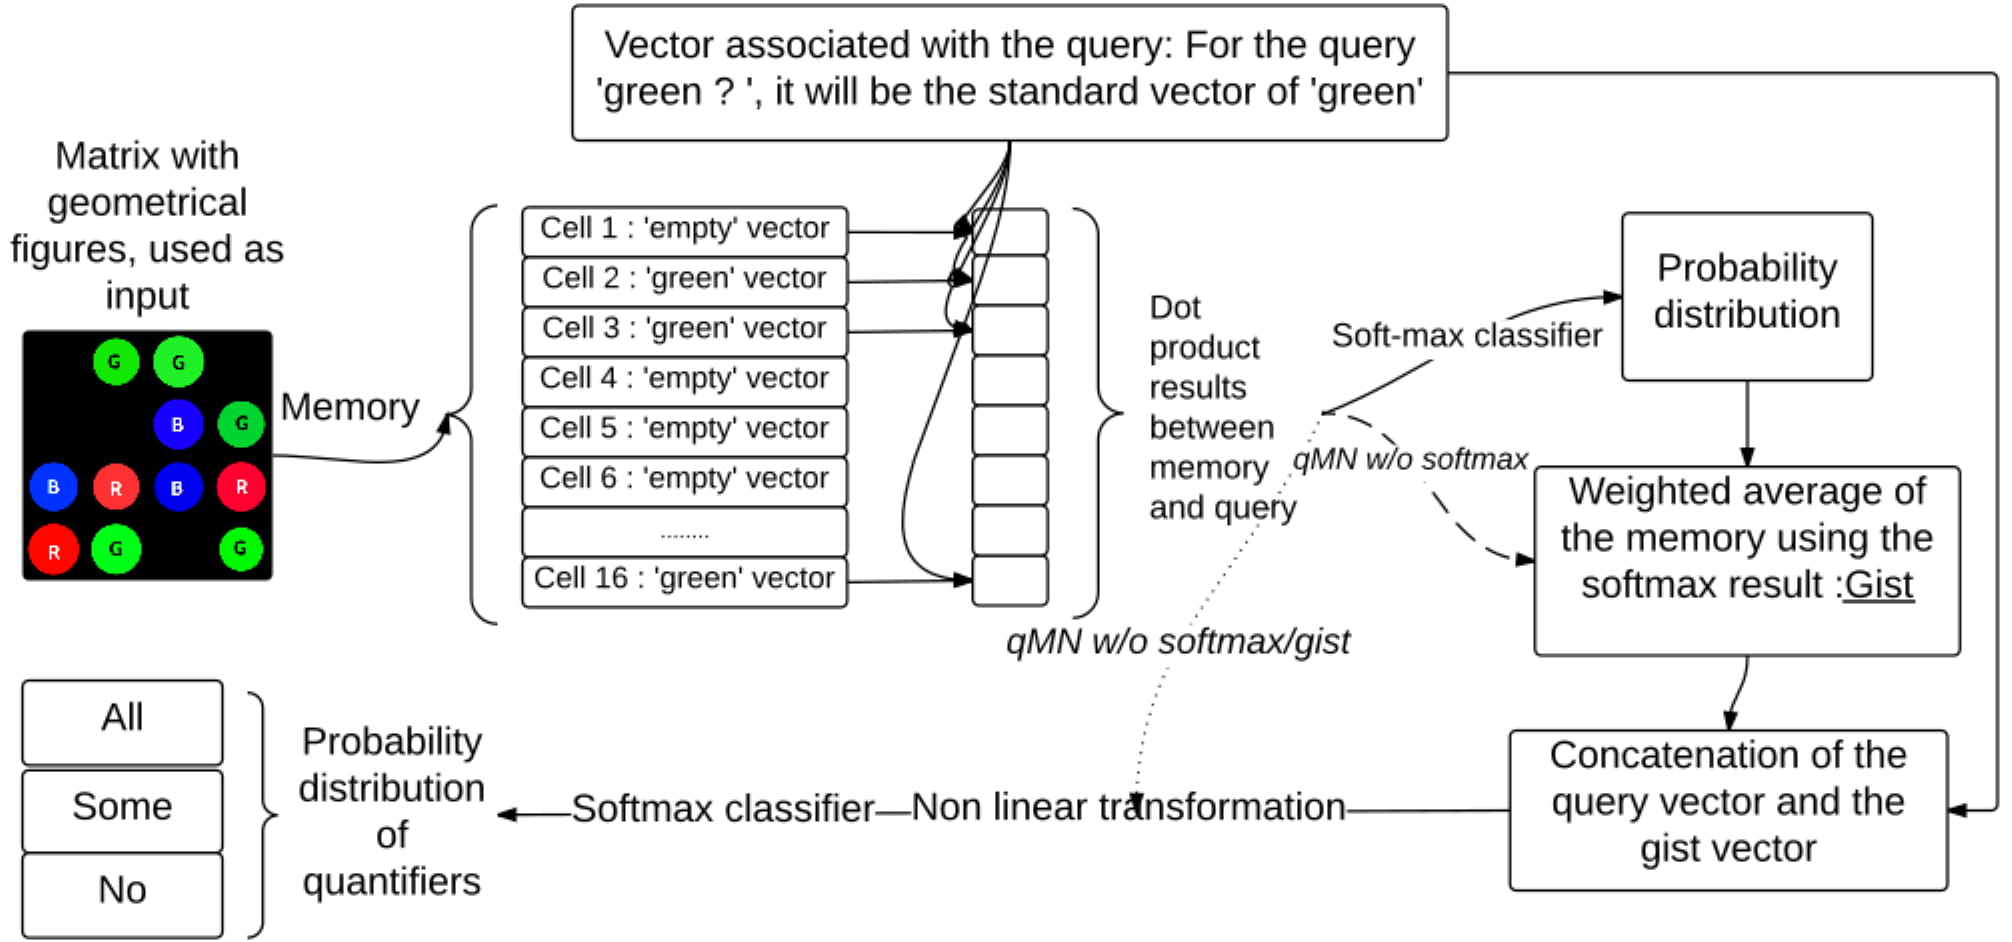 Vector associated with the query: For the query
'green ? ', it will be the standard vector of 'green'
Matrix with
geometrical
figures, used as
input
G G
B G
B R B R
R G G
Memory
Cell 1 : 'empty' vector
Cell 2 : 'green' vector
Cell 3 : 'green' vector
Cell 4 : 'empty' vector
Cell 5 : 'empty' vector
Cell 6 : 'empty' vector
........
Cell 16 : 'green' vector
Dot
product
results
between
memory
and query
Soft-max classifier
Probability
distribution
qMN w/o softmax
Weighted average of
the memory using the
softmax result :Gist
qMN w/o softmax/gist
Concatenation of the
query vector and the
gist vector
Non linear transformation
Softmax classifier
Probability
distribution
of
quantifiers
All
Some
No